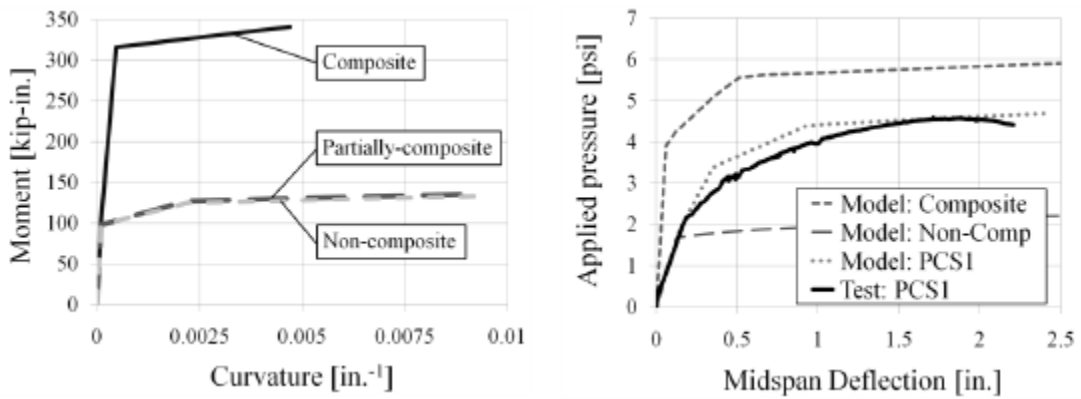 Moment [kip-in.]
350
300
250
200
150
100
50
0
Composite
Partially-composite
Non-composite
0
0.0025
0.005
0.0075
0.01
Curvature [in.⁻¹]
Applied pressure [psi]
7
6
5
4
3
2
1
0
Model: Composite
Model: Non-Comp
Model: PCS1
Test: PCS1
0
0.5
1
1.5
2
2.5
Midspan Deflection [in.]